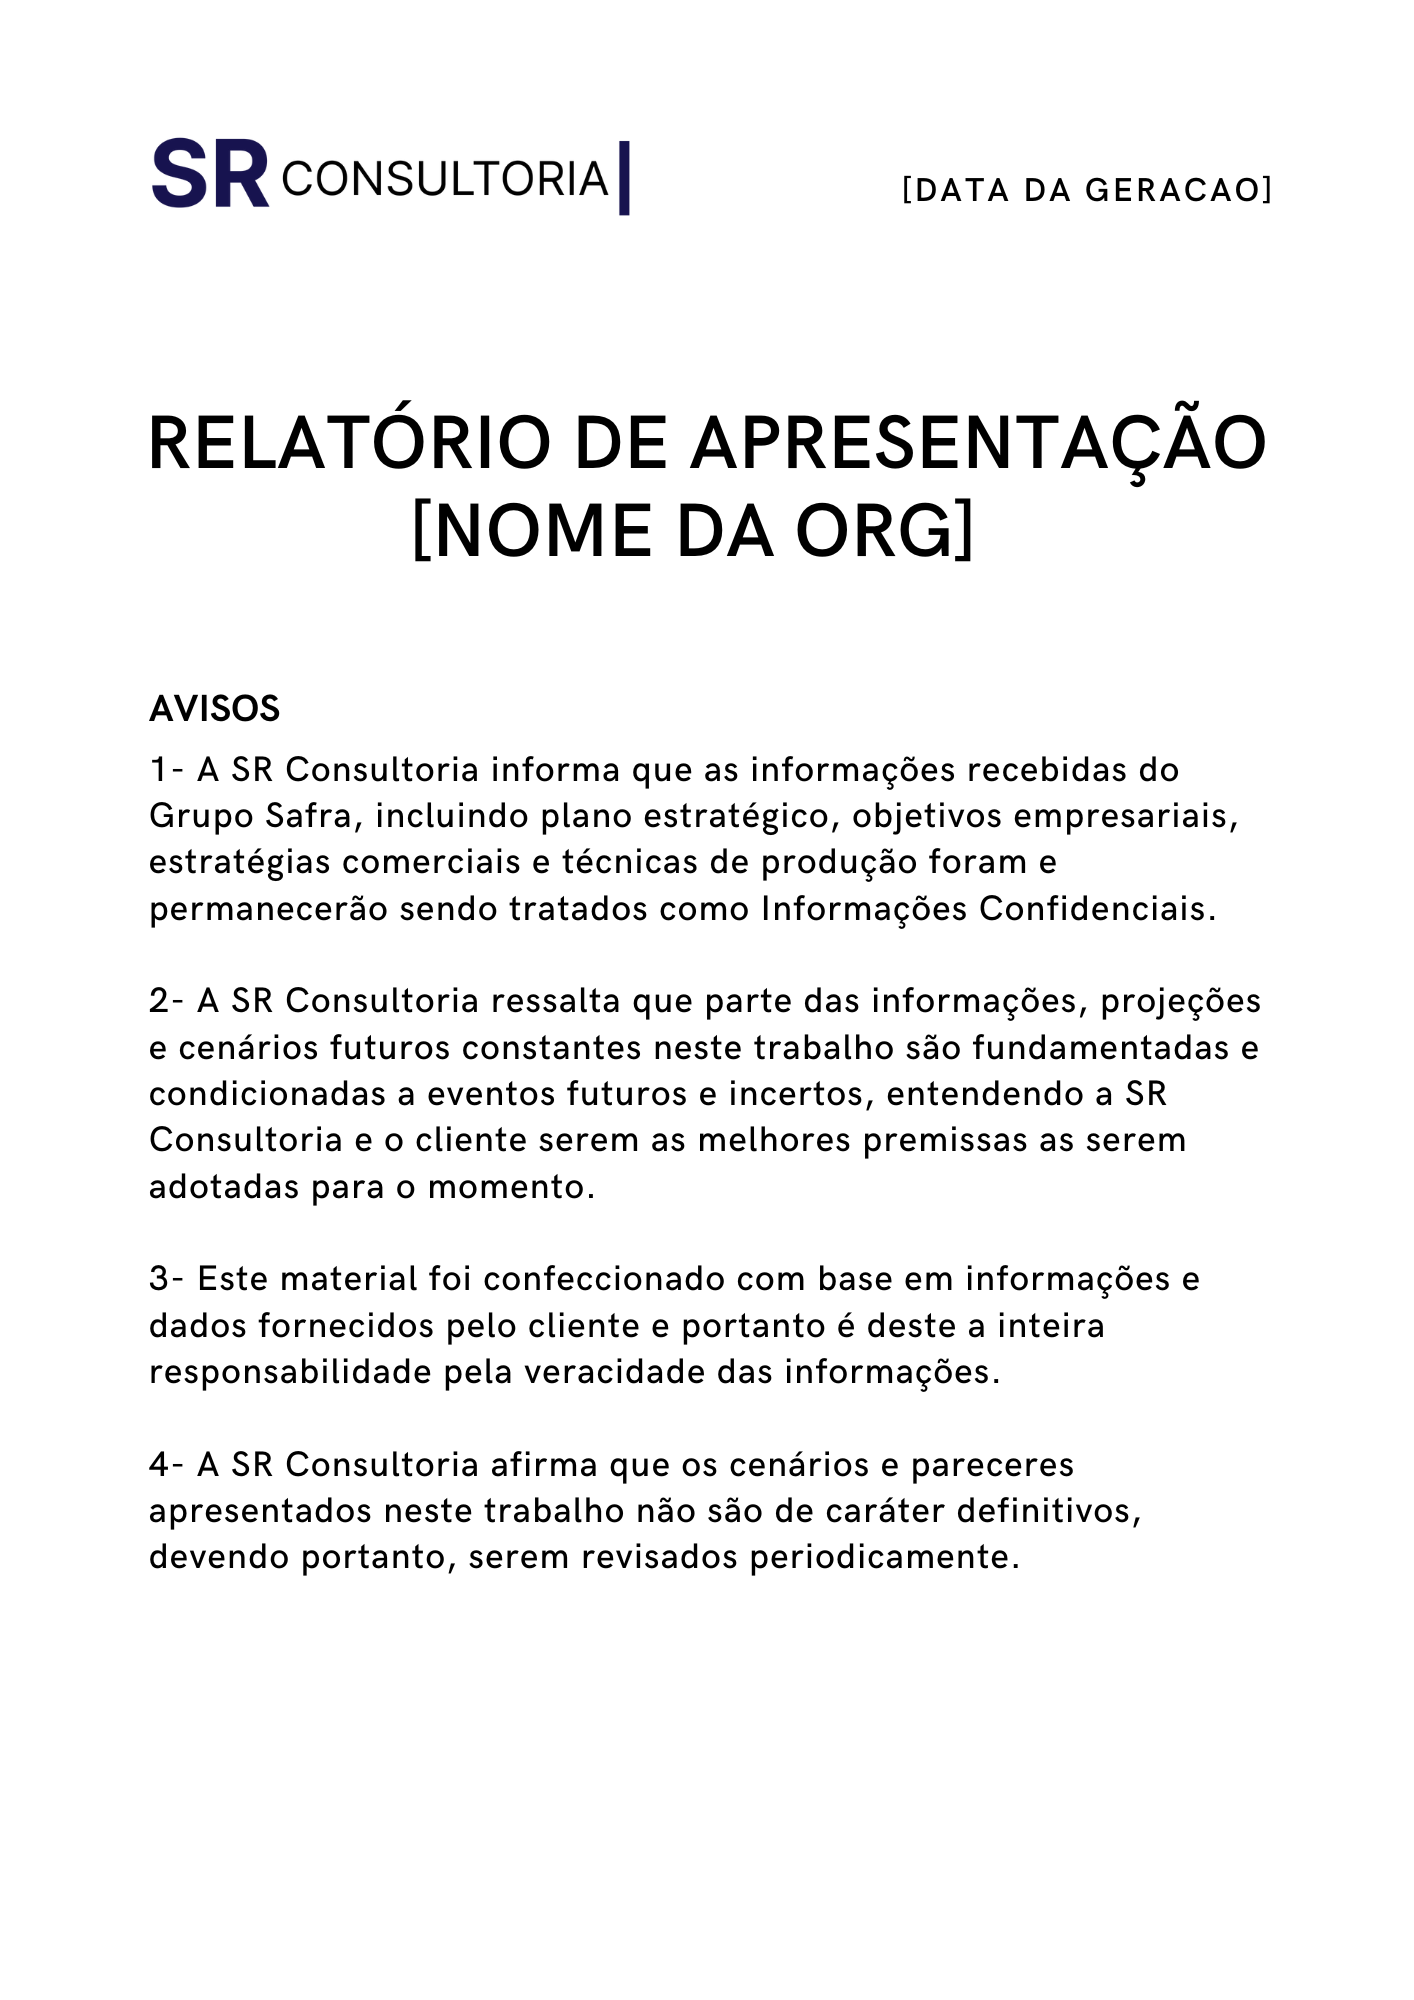 SR CONSULTORIA
[DATA DA GERACAO]
RELATÓRIO DE APRESENTAÇÃO
[NOME DA ORG]
AVISOS
1- A SR Consultoria informa que as informações recebidas do
Grupo Safra, incluindo plano estratégico, objetivos empresariais,
estratégias comerciais e técnicas de produção foram e
permanecerão sendo tratados como Informações Confidenciais.
2- A SR Consultoria ressalta que parte das informações, projeções
e cenários futuros constantes neste trabalho são fundamentadas e
condicionadas a eventos futuros e incertos, entendendo a SR
Consultoria e o cliente serem as melhores premissas as serem
adotadas para o momento.
3- Este material foi confeccionado com base em informações e
dados fornecidos pelo cliente e portanto é deste a inteira
responsabilidade pela veracidade das informações.
4- A SR Consultoria afirma que os cenários e pareceres
apresentados neste trabalho não são de caráter definitivos,
devendo portanto, serem revisados periodicamente.